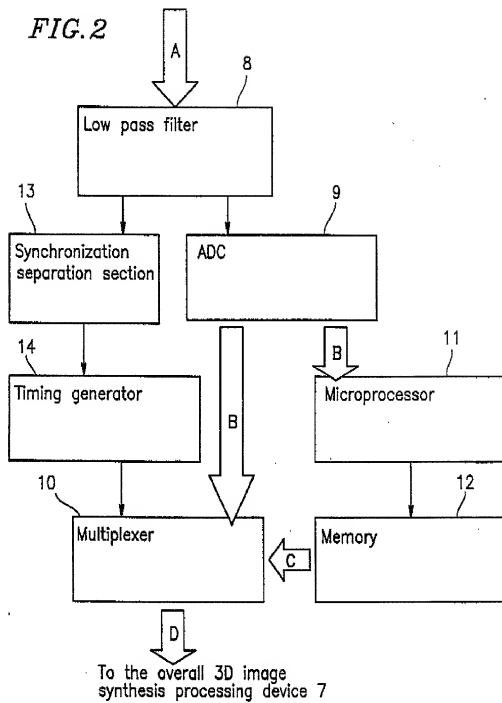 FIG.2
A
8
Low pass filter
13
9
Synchronization
separation section
ADC
14
B
11
Timing generator
Microprocessor
B
10
12
Multiplexer
Memory
C
D
To the overall 3D image
synthesis processing device 7